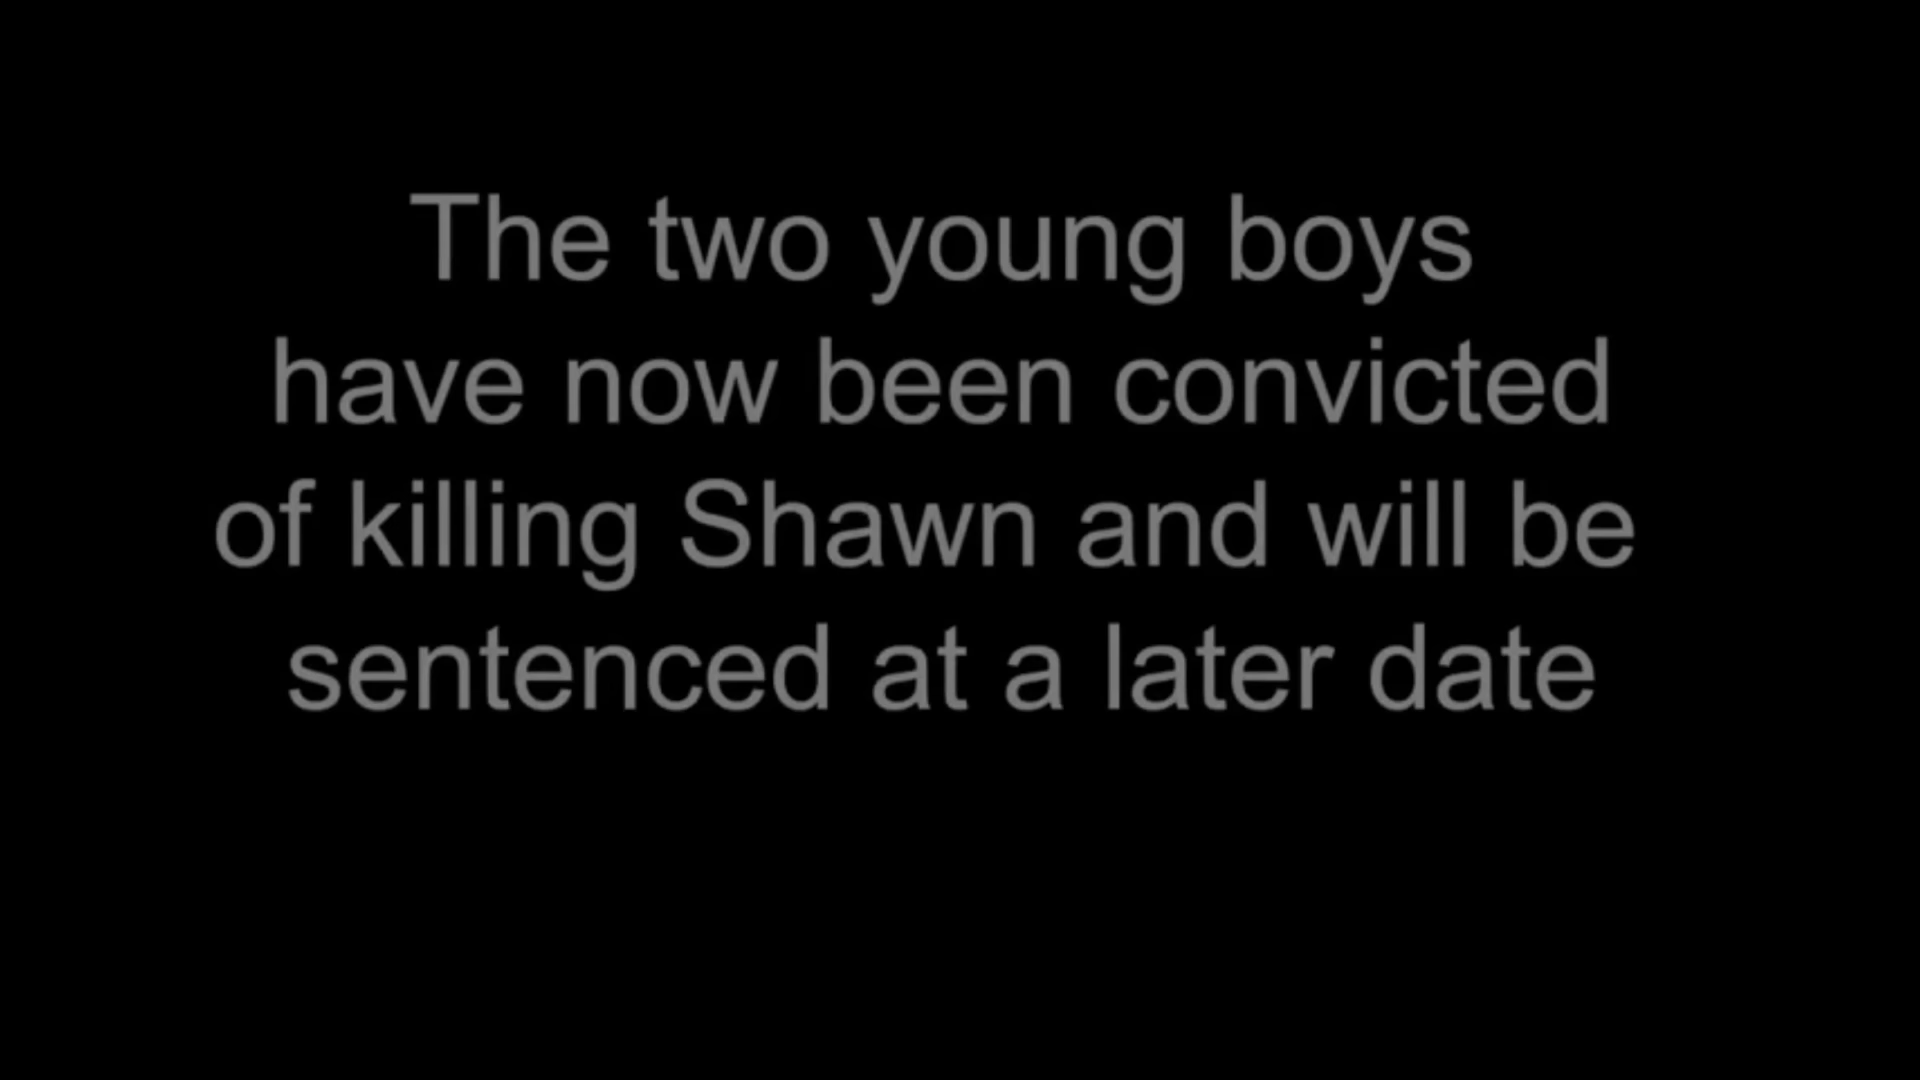 The two young boys
have now been convicted
of killing Shawn and will be
sentenced at a later date